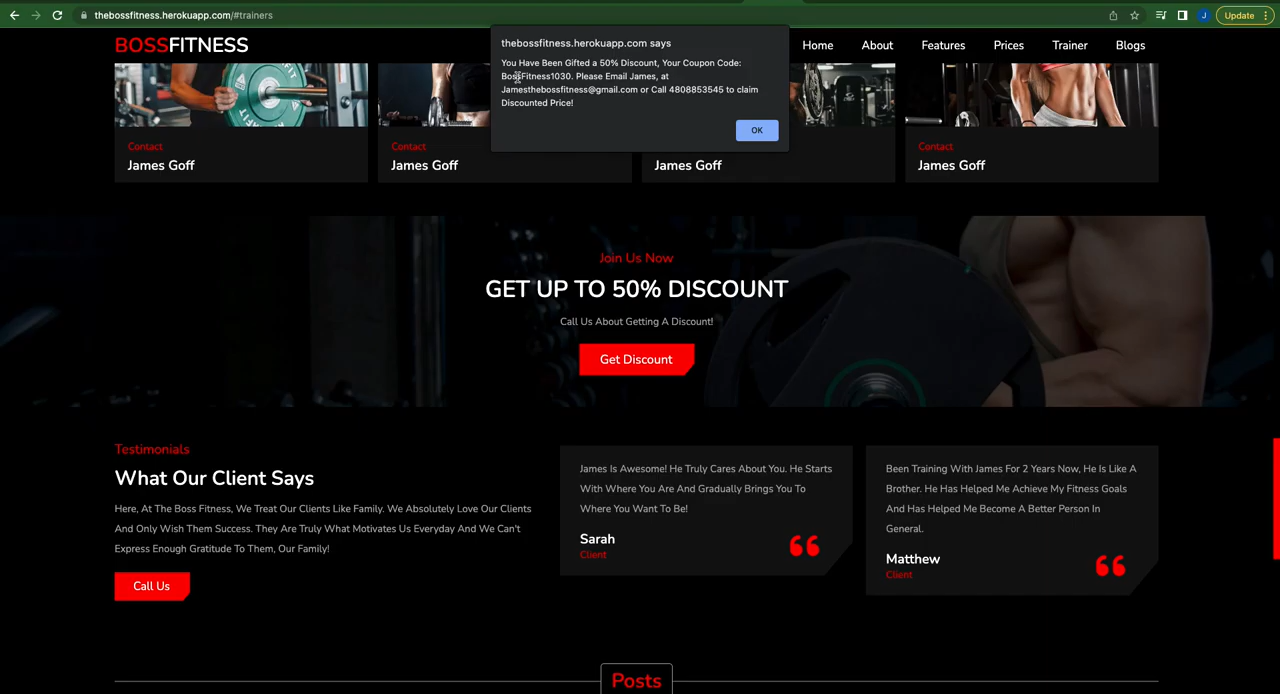 thebossfitness.herokuapp.com/#trainers
J
Update
BOSSFITNESS
Home
About
Features
Prices
Trainer
Blogs
thebossfitness.herokuapp.com says
You Have Been Gifted a 50% Discount, Your Coupon Code:
BossFitness1030. Please Email James, at
Jamesthebossfitness@gmail.com or Call 4808853545 to claim
Discounted Price!
OK
Contact
James Goff
Contact
James Goff
James Goff
Contact
James Goff
Join Us Now
GET UP TO 50% DISCOUNT
Call Us About Getting A Discount!
Get Discount
Testimonials
What Our Client Says
Here, At The Boss Fitness, We Treat Our Clients Like Family. We Absolutely Love Our Clients
And Only Wish Them Success. They Are Truly What Motivates Us Everyday And We Can't
Express Enough Gratitude To Them, Our Family!
Call Us
James Is Awesome! He Truly Cares About You. He Starts
With Where You Are And Gradually Brings You To
Where You Want To Be!
Sarah
Client
Been Training With James For 2 Years Now, He Is Like A
Brother. He Has Helped Me Achieve My Fitness Goals
And Has Helped Me Become A Better Person In
General.
Matthew
Client
Posts